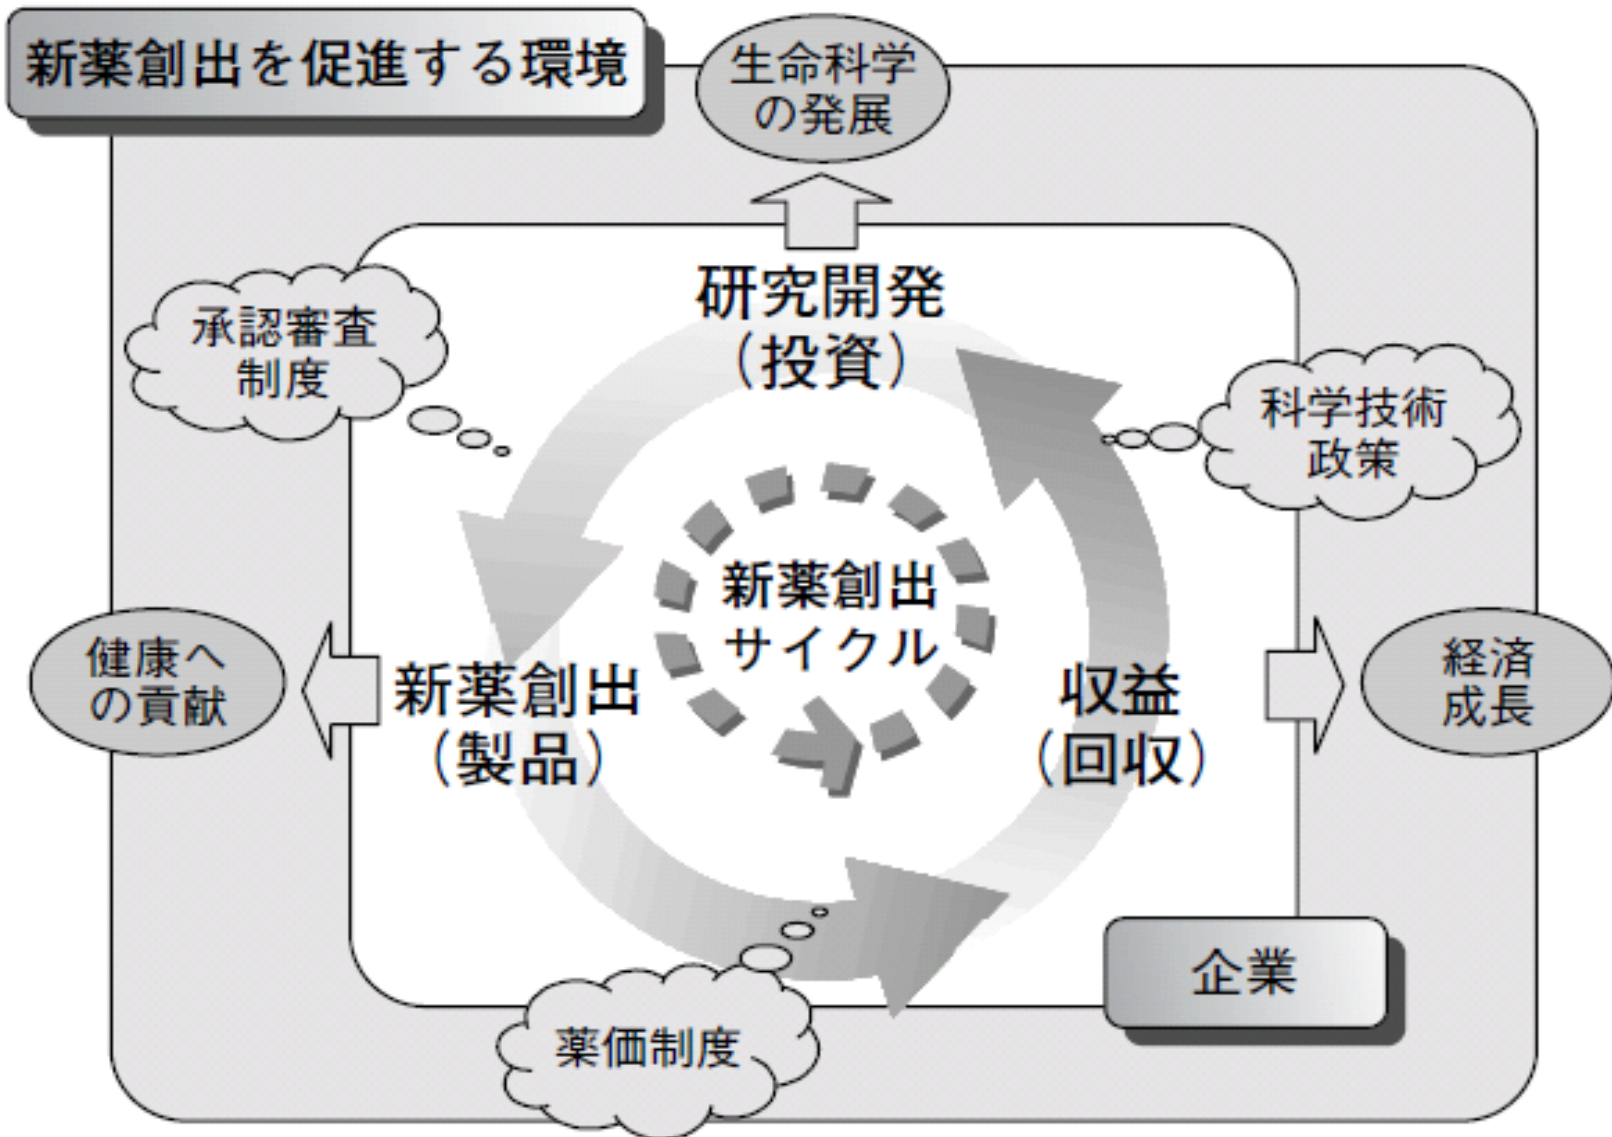 新薬創出を促進する環境
生命科学
の発展
研究開発
（投資）
承認審査
制度
科学技術
政策
新薬創出
サイクル
健康へ
の貢献
新薬創出
（製品）
収益
（回収）
経済
成長
企業
薬価制度